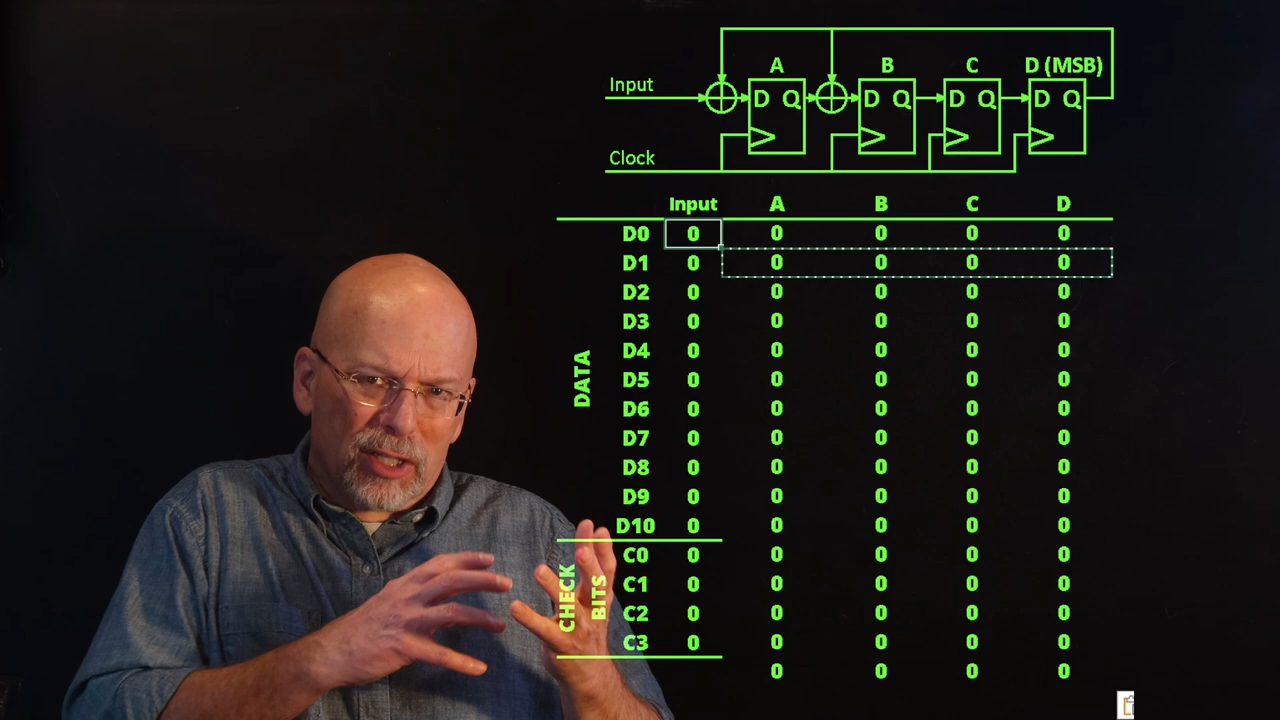 A B C D (MSB)
Input D Q D Q D Q D Q
Clock
Input A B C D
D0 0 0 0 0 0
D1 0 0 0 0 0
D2 0 0 0 0 0
D3 0 0 0 0 0
D4 0 0 0 0 0
D5 0 0 0 0 0
D6 0 0 0 0 0
D7 0 0 0 0 0
D8 0 0 0 0 0
D9 0 0 0 0 0
D10 0 0 0 0 0
C0 0 0 0 0 0
C1 0 0 0 0 0
C2 0 0 0 0 0
C3 0 0 0 0 0
0 0 0 0
DATA
CHECK
BITS